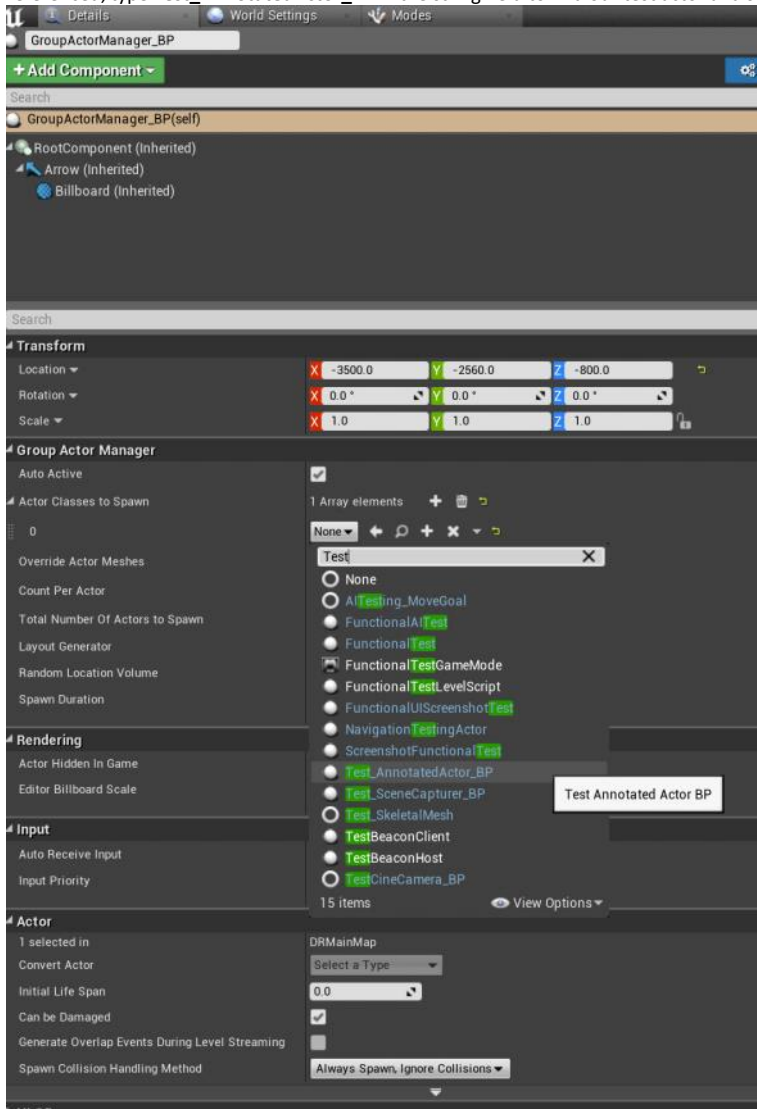 Details World Settings Modes
GroupActorManager_BP
+Add Component
Search
GroupActorManager_BP(self)
RootComponent (Inherited)
Arrow (Inherited)
Billboard (Inherited)
Search
Transform
Location X -3500.0 Y -2560.0 Z -800.0
Rotation X 0.0 ° Y 0.0 ° Z 0.0 °
Scale X 1.0 Y 1.0 Z 1.0
Group Actor Manager
Auto Active
Actor Classes to Spawn 1 Array elements
0 None
Override Actor Meshes
Test
None
Count Per Actor
AITesting_MoveGoal
Total Number Of Actors to Spawn
FunctionalAITest
Layout Generator
FunctionalTest
Random Location Volume
FunctionalTestGameMode
Spawn Duration
FunctionalTestLevelScript
FunctionalUIScreenshotTest
NavigationTestingActor
Rendering
ScreenshotFunctionalTest
Actor Hidden In Game
Test_AnnotatedActor_BP
Editor Billboard Scale
Test_SceneCapturer_BP
Test Annotated Actor BP
Test_SkeletalMesh
Input
TestBeaconClient
Auto Receive Input
TestBeaconHost
Input Priority
TestCineCamera_BP
15 items View Options
Actor
1 selected in DRMainMap
Convert Actor Select a Type
Initial Life Span 0.0
Can be Damaged
Generate Overlap Events During Level Streaming
Spawn Collision Handling Method Always Spawn, Ignore Collisions